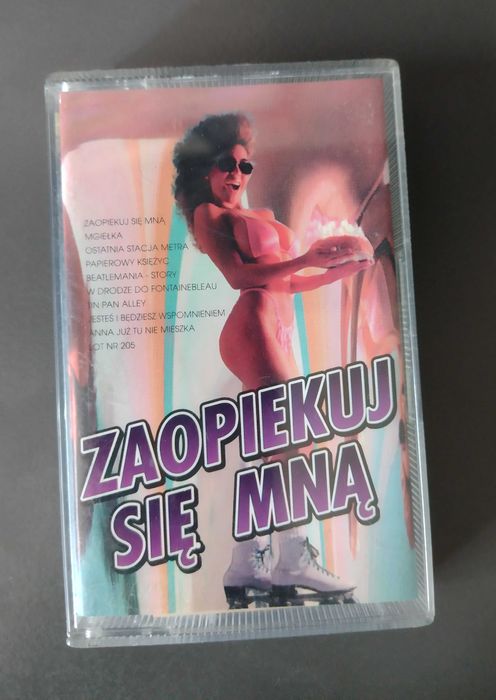 ZAOPIEKUJ SIĘ MNĄ
MGIEŁKA
OSTATNIA STACJA METRA
PAPIEROWY KSIĘŻYC
BEATLEMANIA - STORY
W DRODZE DO FONTAINEBLEAU
TIN PAN ALLEY
JESTEŚ I BĘDZIESZ WSPOMNIENIEM
ANNA JUŻ TU NIE MIESZKA
LOT NR 205
ZAOPIEKUJ
SIĘ MNĄ